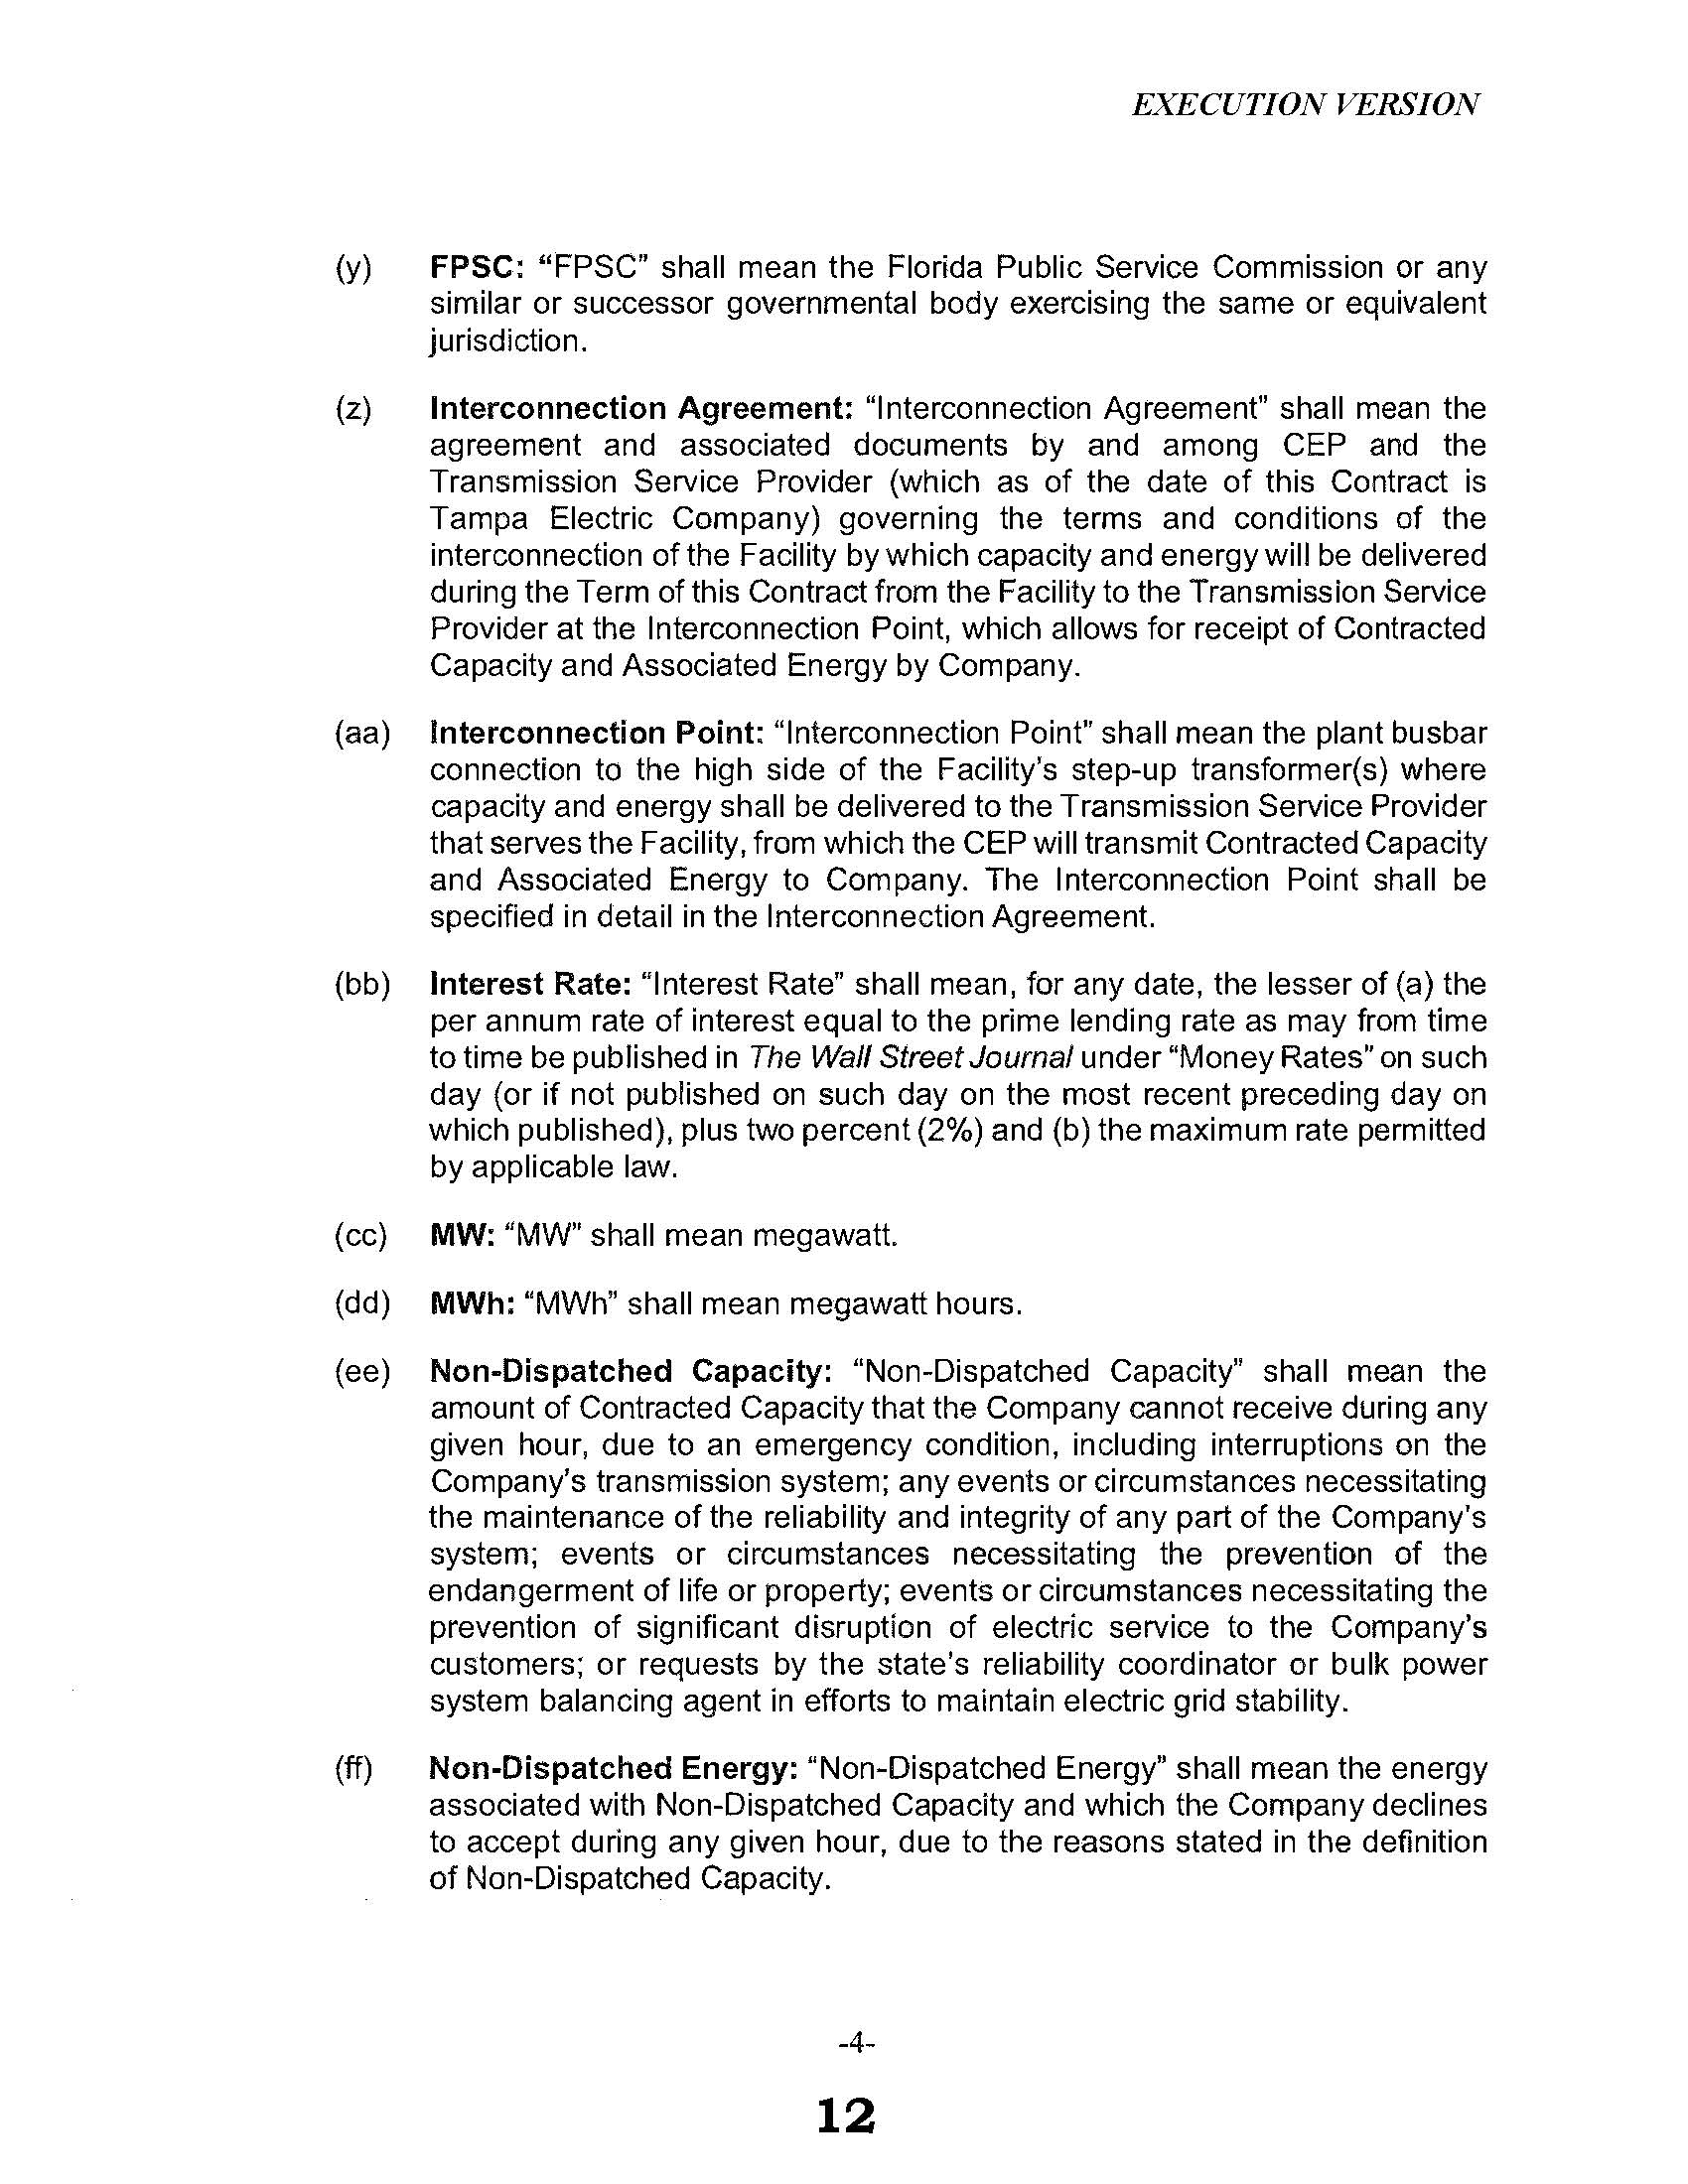 EXECUTION VERSION
(y) FPSC: “FPSC” shall mean the Florida Public Service Commission or any
similar or successor governmental body exercising the same or equivalent
jurisdiction.
(z) Interconnection Agreement: “Interconnection Agreement” shall mean the
agreement and associated documents by and among CEP and the
Transmission Service Provider (which as of the date of this Contract is
Tampa Electric Company) governing the terms and conditions of the
interconnection of the Facility by which capacity and energy will be delivered
during the Term of this Contract from the Facility to the Transmission Service
Provider at the Interconnection Point, which allows for receipt of Contracted
Capacity and Associated Energy by Company.
(aa) Interconnection Point: “Interconnection Point” shall mean the plant busbar
connection to the high side of the Facility's step-up transformer(s) where
capacity and energy shall be delivered to the Transmission Service Provider
that serves the Facility, from which the CEP will transmit Contracted Capacity
and Associated Energy to Company. The Interconnection Point shall be
specified in detail in the Interconnection Agreement.
(bb) Interest Rate: “Interest Rate” shall mean, for any date, the lesser of (a) the
per annum rate of interest equal to the prime lending rate as may from time
to time be published in The Wall Street Journal under “Money Rates” on such
day (or if not published on such day on the most recent preceding day on
which published), plus two percent (2%) and (b) the maximum rate permitted
by applicable law.
(cc) MW: “MW” shall mean megawatt.
(dd) MWh: “MWh” shall mean megawatt hours.
(ee) Non-Dispatched Capacity: “Non-Dispatched Capacity” shall mean the
amount of Contracted Capacity that the Company cannot receive during any
given hour, due to an emergency condition, including interruptions on the
Company's transmission system; any events or circumstances necessitating
the maintenance of the reliability and integrity of any part of the Company's
system; events or circumstances necessitating the prevention of the
endangerment of life or property; events or circumstances necessitating the
prevention of significant disruption of electric service to the Company's
customers; or requests by the state's reliability coordinator or bulk power
system balancing agent in efforts to maintain electric grid stability.
(ff) Non-Dispatched Energy: “Non-Dispatched Energy” shall mean the energy
associated with Non-Dispatched Capacity and which the Company declines
to accept during any given hour, due to the reasons stated in the definition
of Non-Dispatched Capacity.
-4-
12